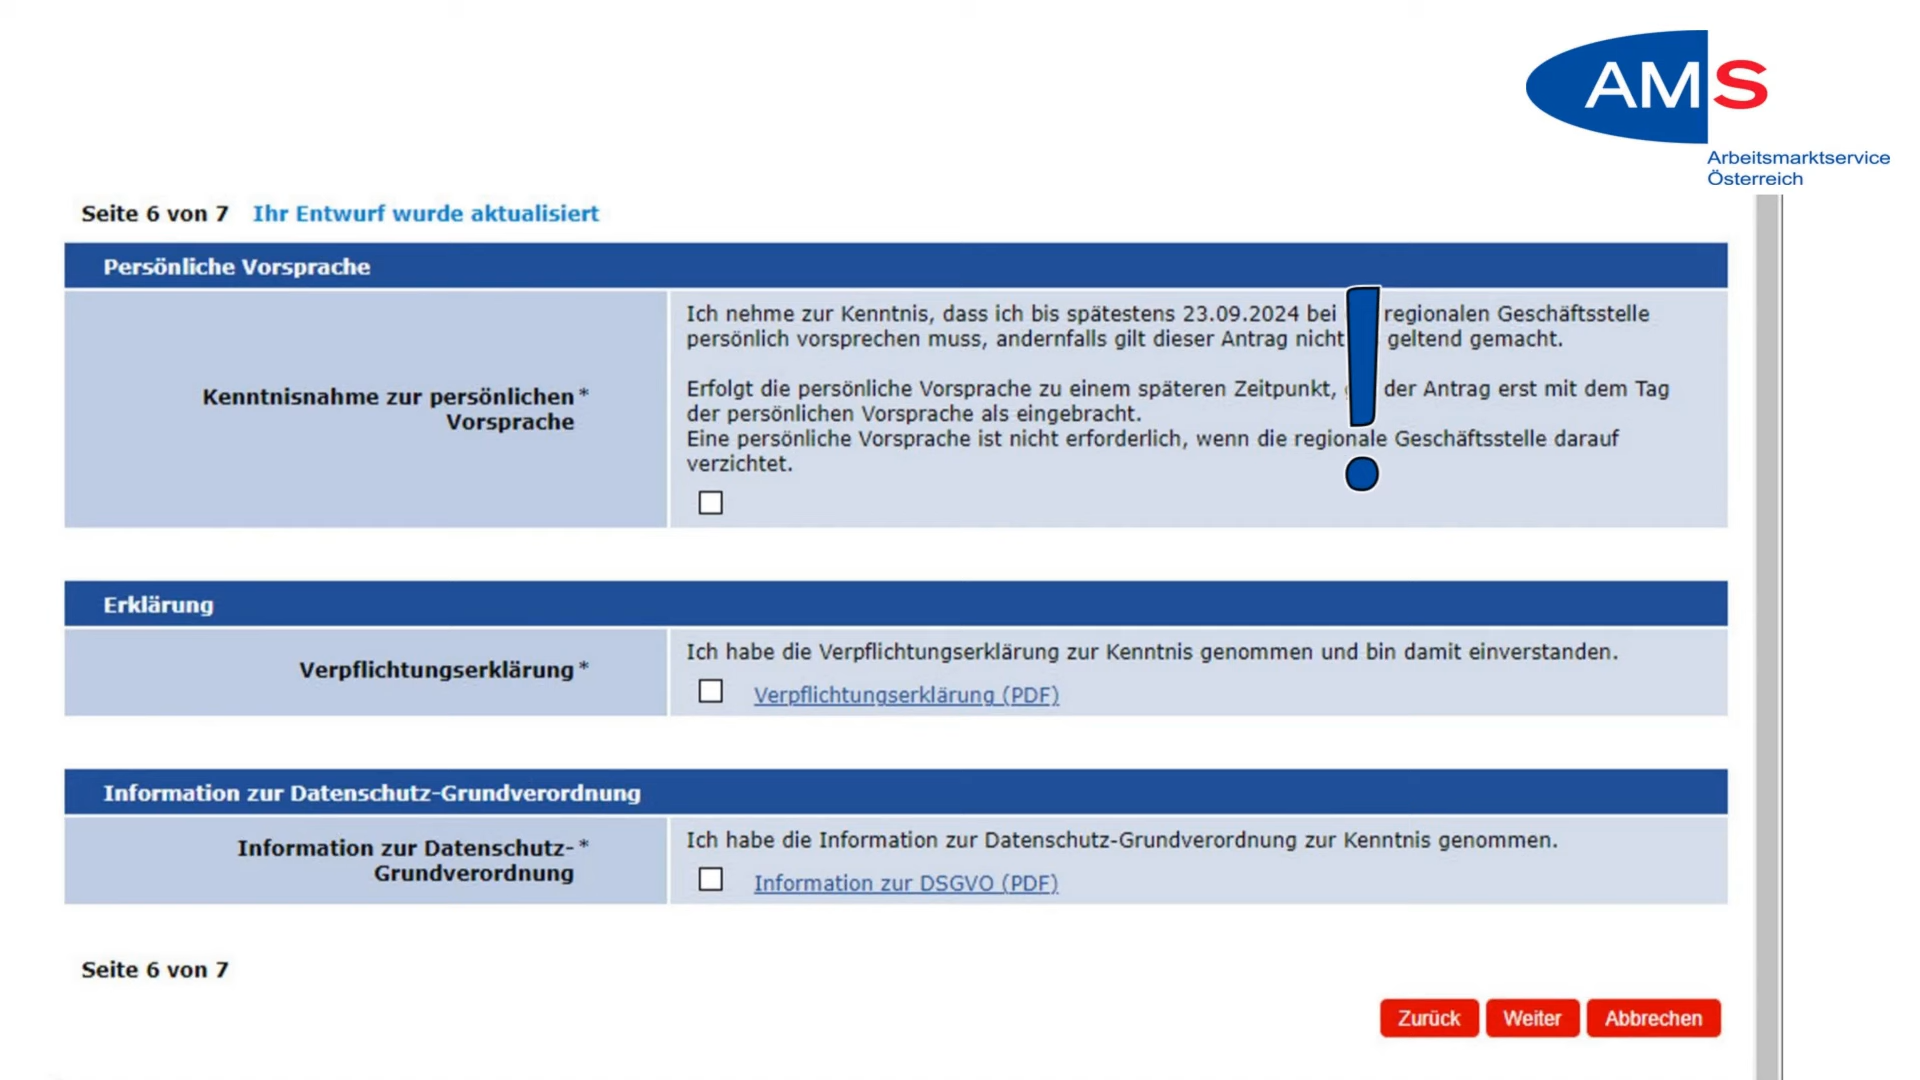 AMS
Arbeitsmarktservice
Österreich
Seite 6 von 7 Ihr Entwurf wurde aktualisiert
Persönliche Vorsprache
Kenntnisnahme zur persönlichen *
Vorsprache
Ich nehme zur Kenntnis, dass ich bis spätestens 23.09.2024 bei regionalen Geschäftsstelle
persönlich vorsprechen muss, andernfalls gilt dieser Antrag nicht geltend gemacht.
Erfolgt die persönliche Vorsprache zu einem späteren Zeitpunkt, der Antrag erst mit dem Tag
der persönlichen Vorsprache als eingebracht.
Eine persönliche Vorsprache ist nicht erforderlich, wenn die regionale Geschäftsstelle darauf
verzichtet.
!
Erklärung
Verpflichtungserklärung *
Ich habe die Verpflichtungserklärung zur Kenntnis genommen und bin damit einverstanden.
Verpflichtungserklärung (PDF)
Information zur Datenschutz-Grundverordnung
Information zur Datenschutz- *
Grundverordnung
Ich habe die Information zur Datenschutz-Grundverordnung zur Kenntnis genommen.
Information zur DSGVO (PDF)
Seite 6 von 7
Zurück Weiter Abbrechen